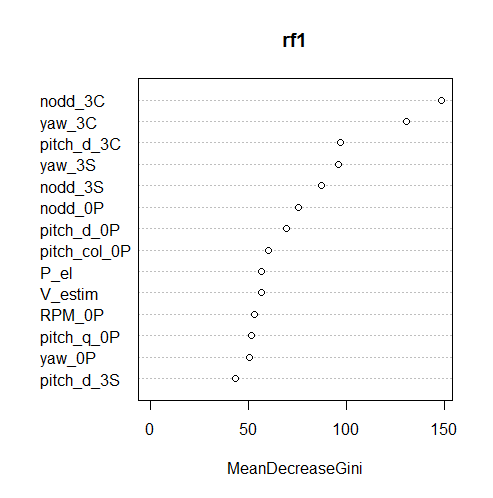 rf1
nodd_3C
yaw_3C
pitch_d_3C
yaw_3S
nodd_3S
nodd_0P
pitch_d_0P
pitch_col_0P
P_el
V_estim
RPM_0P
pitch_q_0P
yaw_0P
pitch_d_3S
0 50 100 150
MeanDecreaseGini